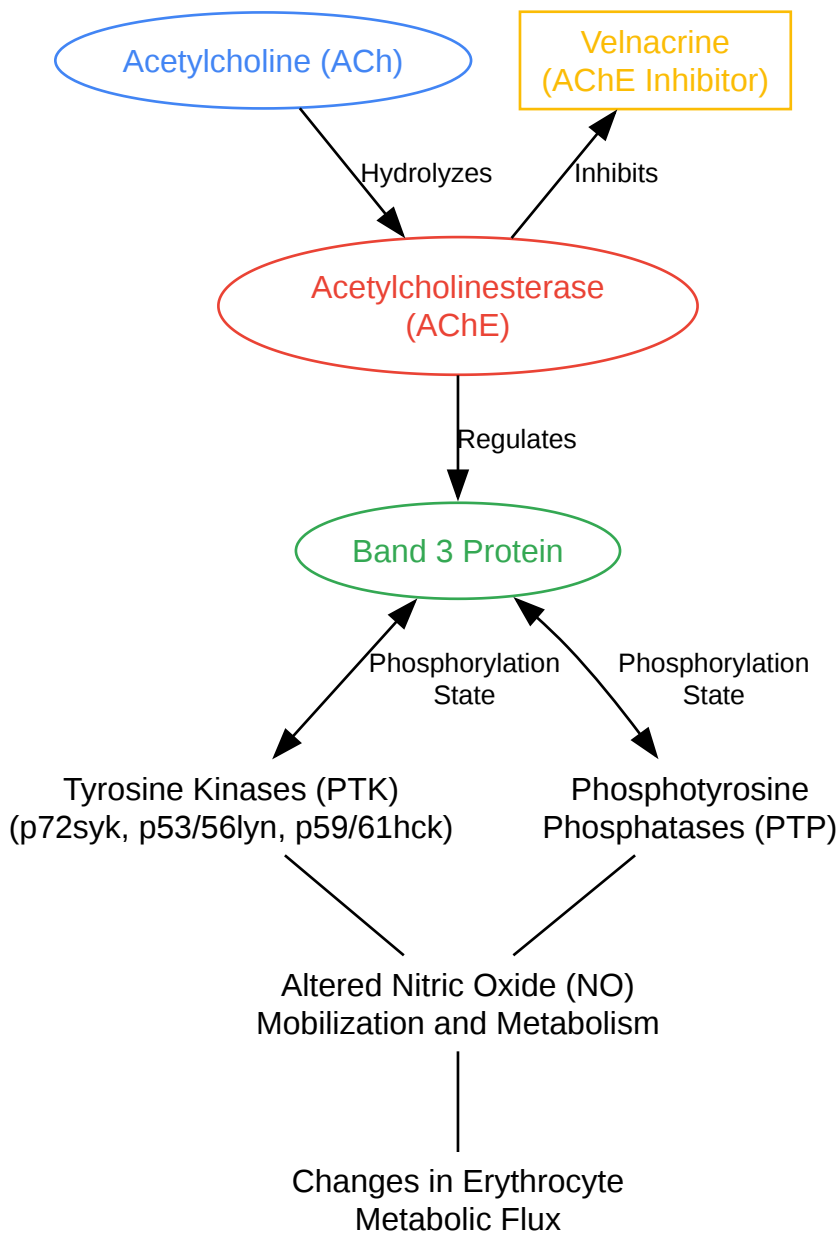 Acetylcholine (ACh)
Velnacrine
(AChE Inhibitor)
Hydrolyzes
Inhibits
Acetylcholinesterase
(AChE)
Regulates
Band 3 Protein
Phosphorylation
State
Phosphorylation
State
Tyrosine Kinases (PTK)
(p72syk, p53/56lyn, p59/61hck)
Phosphotyrosine
Phosphatases (PTP)
Altered Nitric Oxide (NO)
Mobilization and Metabolism
Changes in Erythrocyte
Metabolic Flux